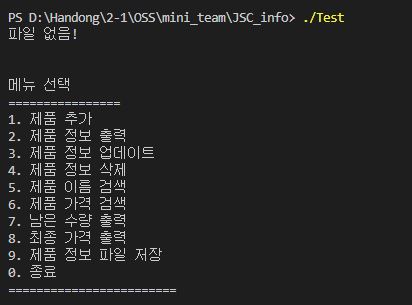 PS D:\Handong\2-1\OSS\mini_team\JSC_info> ./Test
파일 없음!
메뉴 선택
================
1. 제품 추가
2. 제품 정보 출력
3. 제품 정보 업데이트
4. 제품 정보 삭제
5. 제품 이름 검색
6. 제품 가격 검색
7. 남은 수량 출력
8. 최종 가격 출력
9. 제품 정보 파일 저장
0. 종료
========================